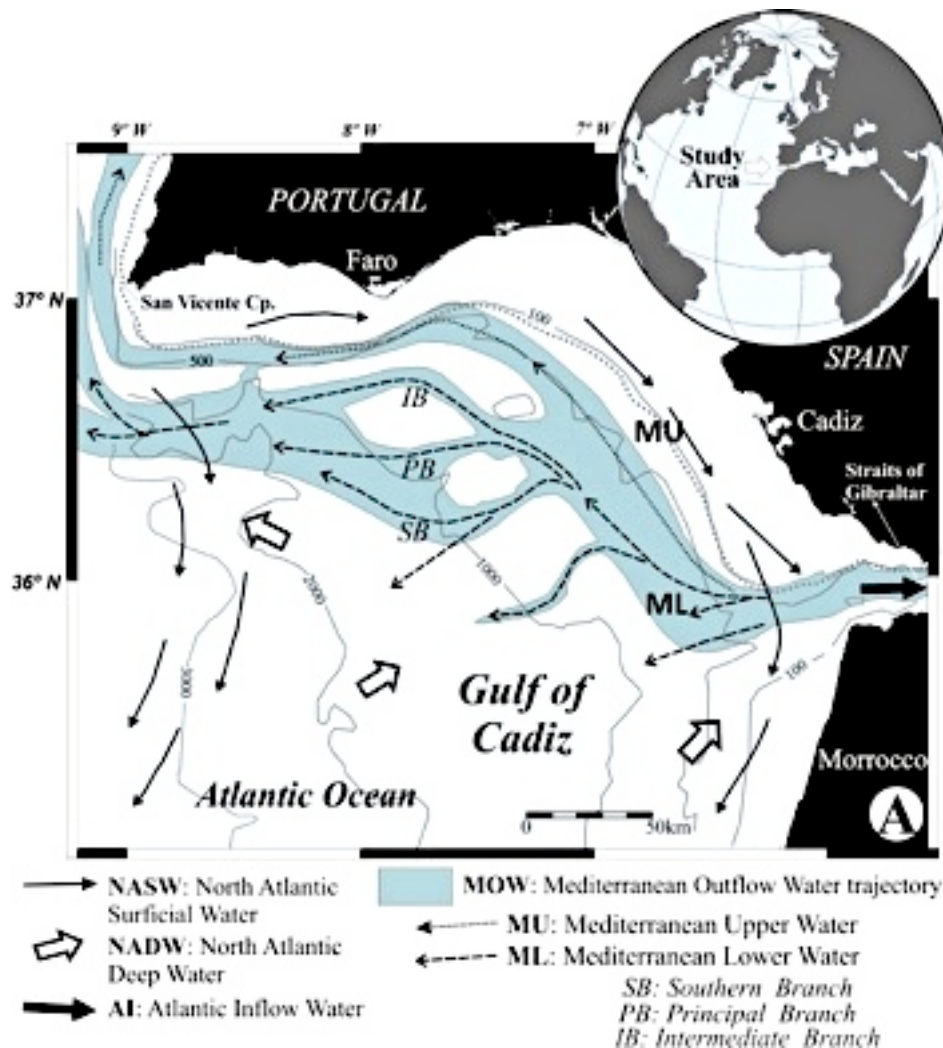 9° W
8° W
7° W
Study
Area
PORTUGAL
Faro
37° N
San Vicente Cp.
100
SPAIN
500
IB
MU
Cadiz
PB
Straits of
Gibraltar
SB
36° N
1000
2000
ML
100
3000
Gulf of
Cadiz
Morrocco
Atlantic Ocean
0
50km
A
NASW: North Atlantic
Surficial Water
NADW: North Atlantic
Deep Water
AI: Atlantic Inflow Water
MOW: Mediterranean Outflow Water trajectory
MU: Mediterranean Upper Water
ML: Mediterranean Lower Water
SB: Southern Branch
PB: Principal Branch
IB: Intermediate Branch